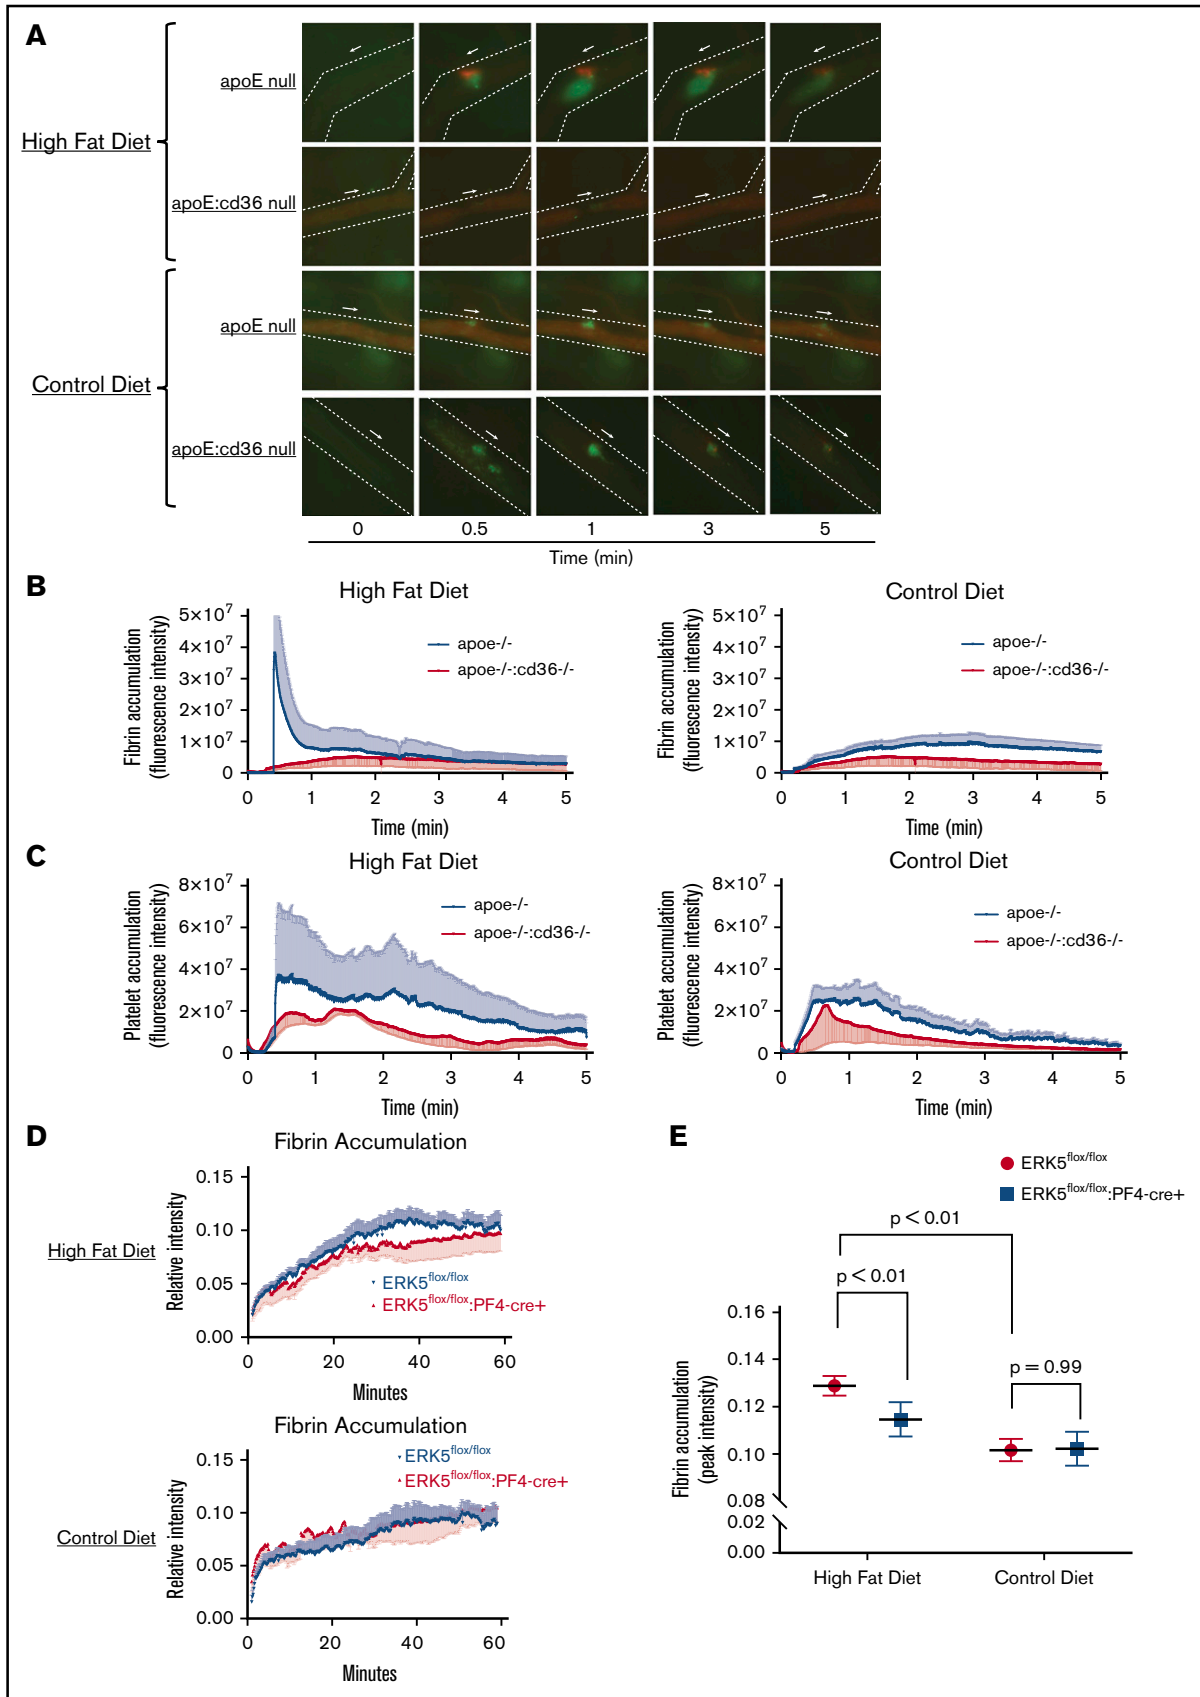 A
High Fat Diet
apoE null
apoE:cd36 null
Control Diet
apoE null
apoE:cd36 null
0 0.5 1 3 5
Time (min)
B
High Fat Diet
Fibrin accumulation
(fluorescence intensity)
5×10⁷
4×10⁷
3×10⁷
2×10⁷
1×10⁷
0
apoe-/-
apoe-/-:cd36-/-
0 1 2 3 4 5
Time (min)
Control Diet
Fibrin accumulation
(fluorescence intensity)
5×10⁷
4×10⁷
3×10⁷
2×10⁷
1×10⁷
0
apoe-/-
apoe-/-:cd36-/-
0 1 2 3 4 5
Time (min)
C
High Fat Diet
Platelet accumulation
(fluorescence intensity)
8×10⁷
6×10⁷
4×10⁷
2×10⁷
0
apoe-/-
apoe-/-:cd36-/-
0 1 2 3 4 5
Time (min)
Control Diet
Platelet accumulation
(fluorescence intensity)
8×10⁷
6×10⁷
4×10⁷
2×10⁷
0
apoe-/-
apoe-/-:cd36-/-
0 1 2 3 4 5
Time (min)
D
Fibrin Accumulation
High Fat Diet
Relative intensity
0.15
0.10
0.05
0.00
ERK5flox/flox
ERK5flox/flox:PF4-cre+
0 20 40 60
Minutes
Fibrin Accumulation
Control Diet
Relative intensity
0.15
0.10
0.05
0.00
ERK5flox/flox
ERK5flox/flox:PF4-cre+
0 20 40 60
Minutes
E
ERK5flox/flox
ERK5flox/flox:PF4-cre+
p < 0.01
p < 0.01
p = 0.99
Fibrin accumulation
(peak intensity)
0.16
0.14
0.12
0.10
0.08
0.02
0.00
High Fat Diet Control Diet